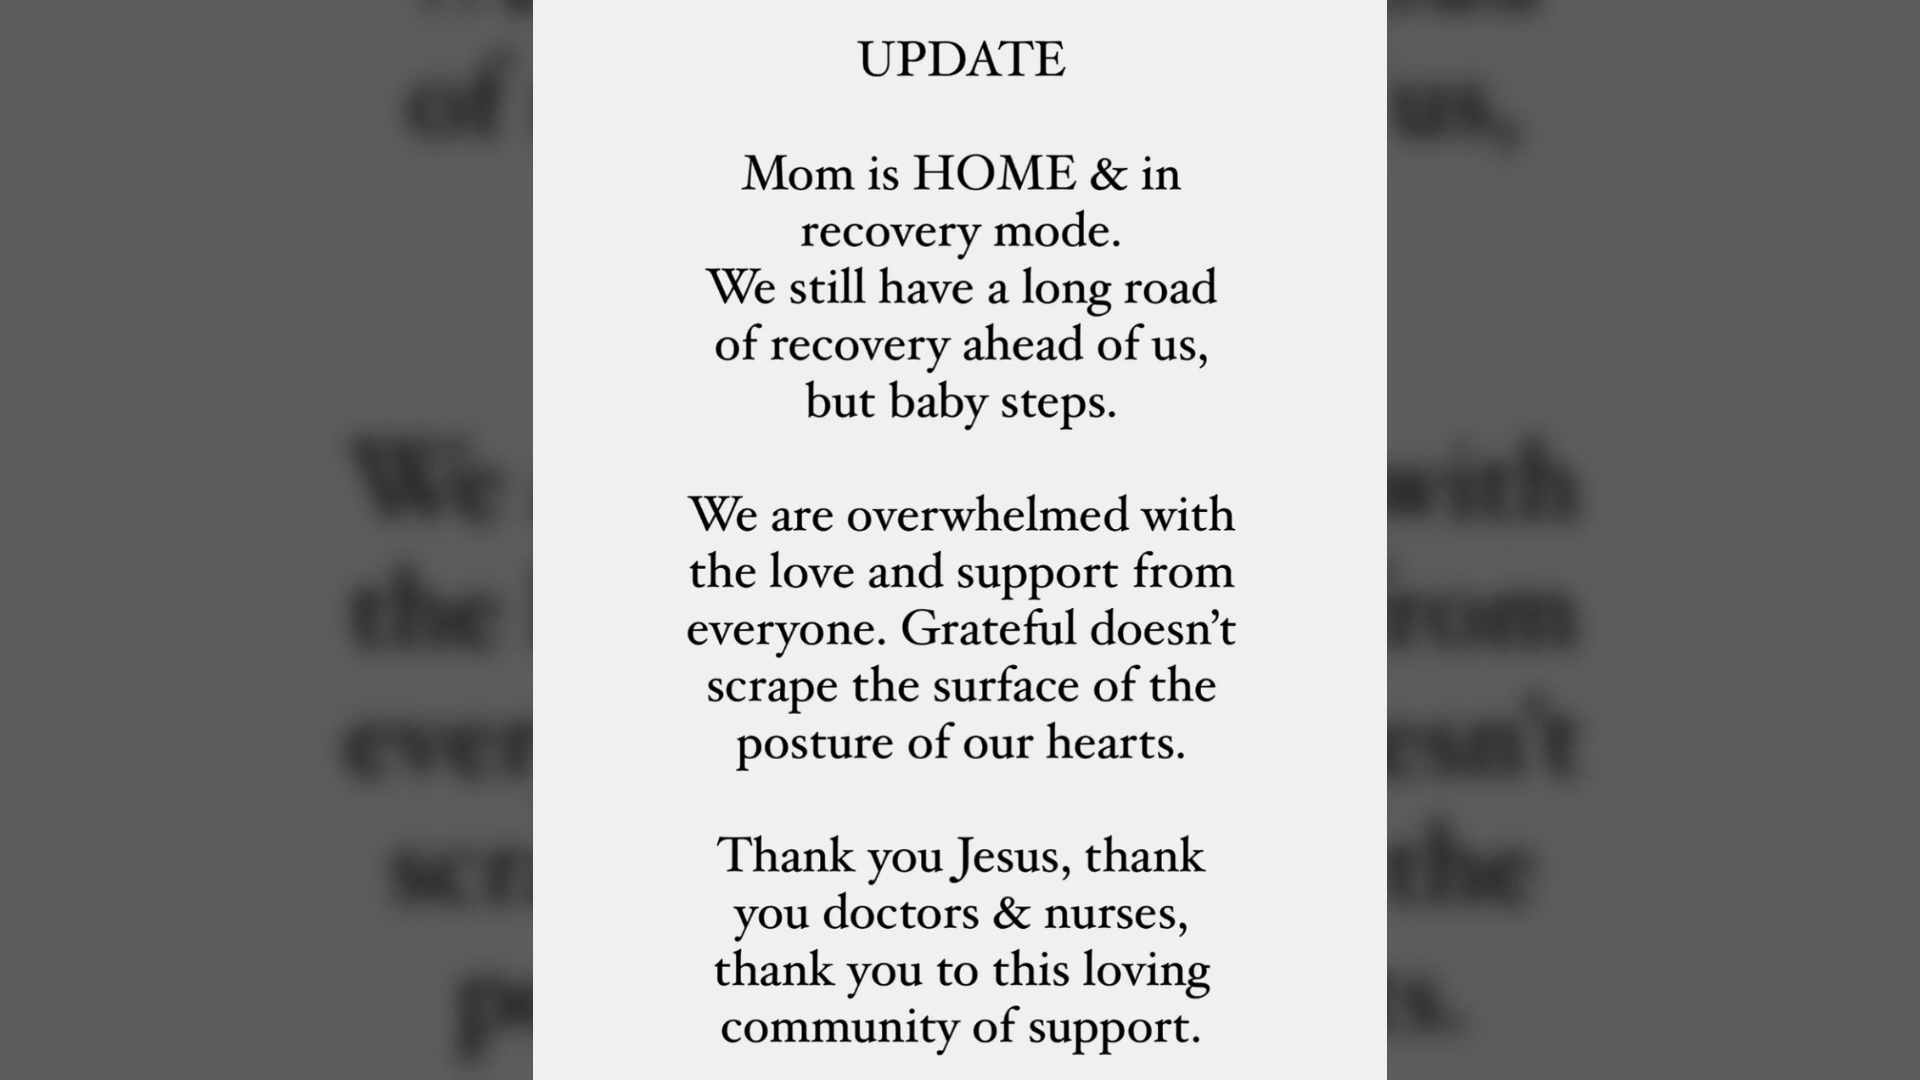 UPDATE
Mom is HOME & in
recovery mode.
We still have a long road
of recovery ahead of us,
but baby steps.
We are overwhelmed with
the love and support from
everyone. Grateful doesn’t
scrape the surface of the
posture of our hearts.
Thank you Jesus, thank
you doctors & nurses,
thank you to this loving
community of support.